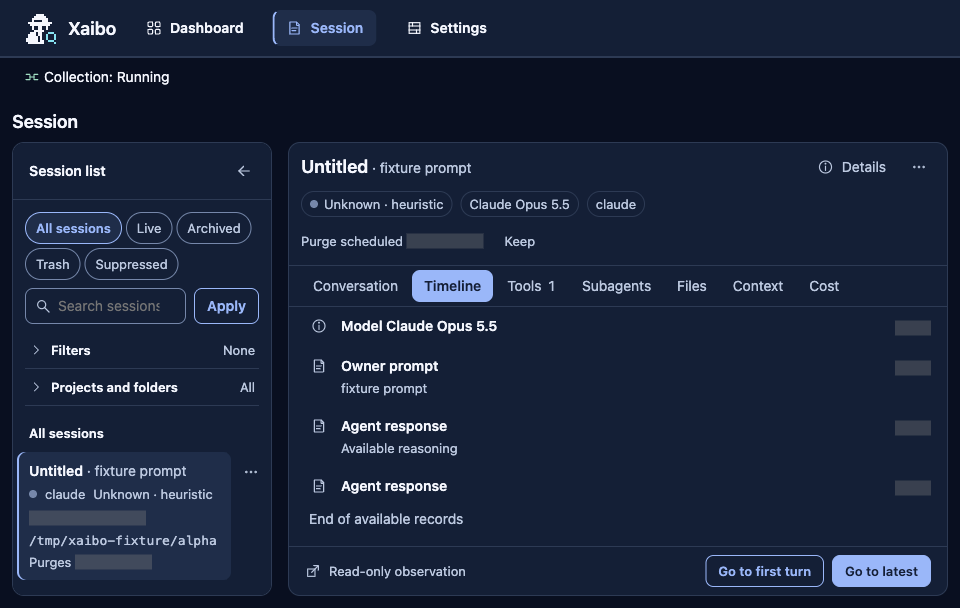 Xaibo
Dashboard
Session
Settings
Collection: Running
Session
Session list
All sessions
Live
Archived
Trash
Suppressed
Search sessions
Apply
Filters
None
Projects and folders
All
All sessions
Untitled · fixture prompt
claude Unknown · heuristic
/tmp/xaibo-fixture/alpha
Purges
Untitled · fixture prompt
Details
Unknown · heuristic
Claude Opus 5.5
claude
Purge scheduled
Keep
Conversation
Timeline
Tools 1
Subagents
Files
Context
Cost
Model Claude Opus 5.5
Owner prompt
fixture prompt
Agent response
Available reasoning
Agent response
End of available records
Read-only observation
Go to first turn
Go to latest